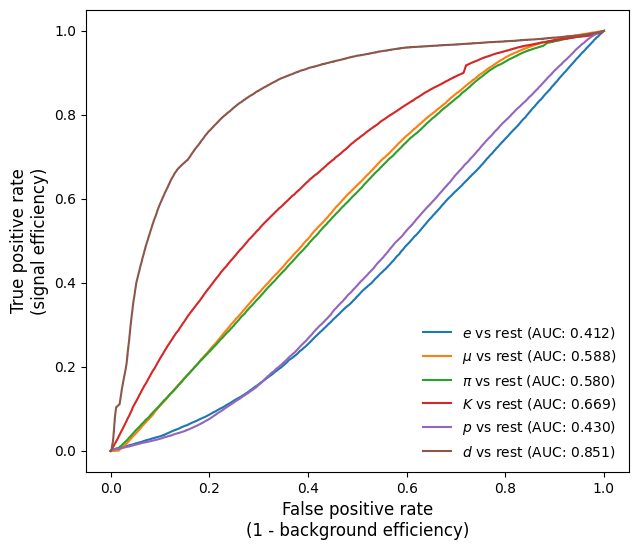 1.0
0.8
0.6
0.4
0.2
0.0
True positive rate
(signal efficiency)
e vs rest (AUC: 0.412)
μ vs rest (AUC: 0.588)
π vs rest (AUC: 0.580)
K vs rest (AUC: 0.669)
p vs rest (AUC: 0.430)
d vs rest (AUC: 0.851)
0.0 0.2 0.4 0.6 0.8 1.0
False positive rate
(1 - background efficiency)